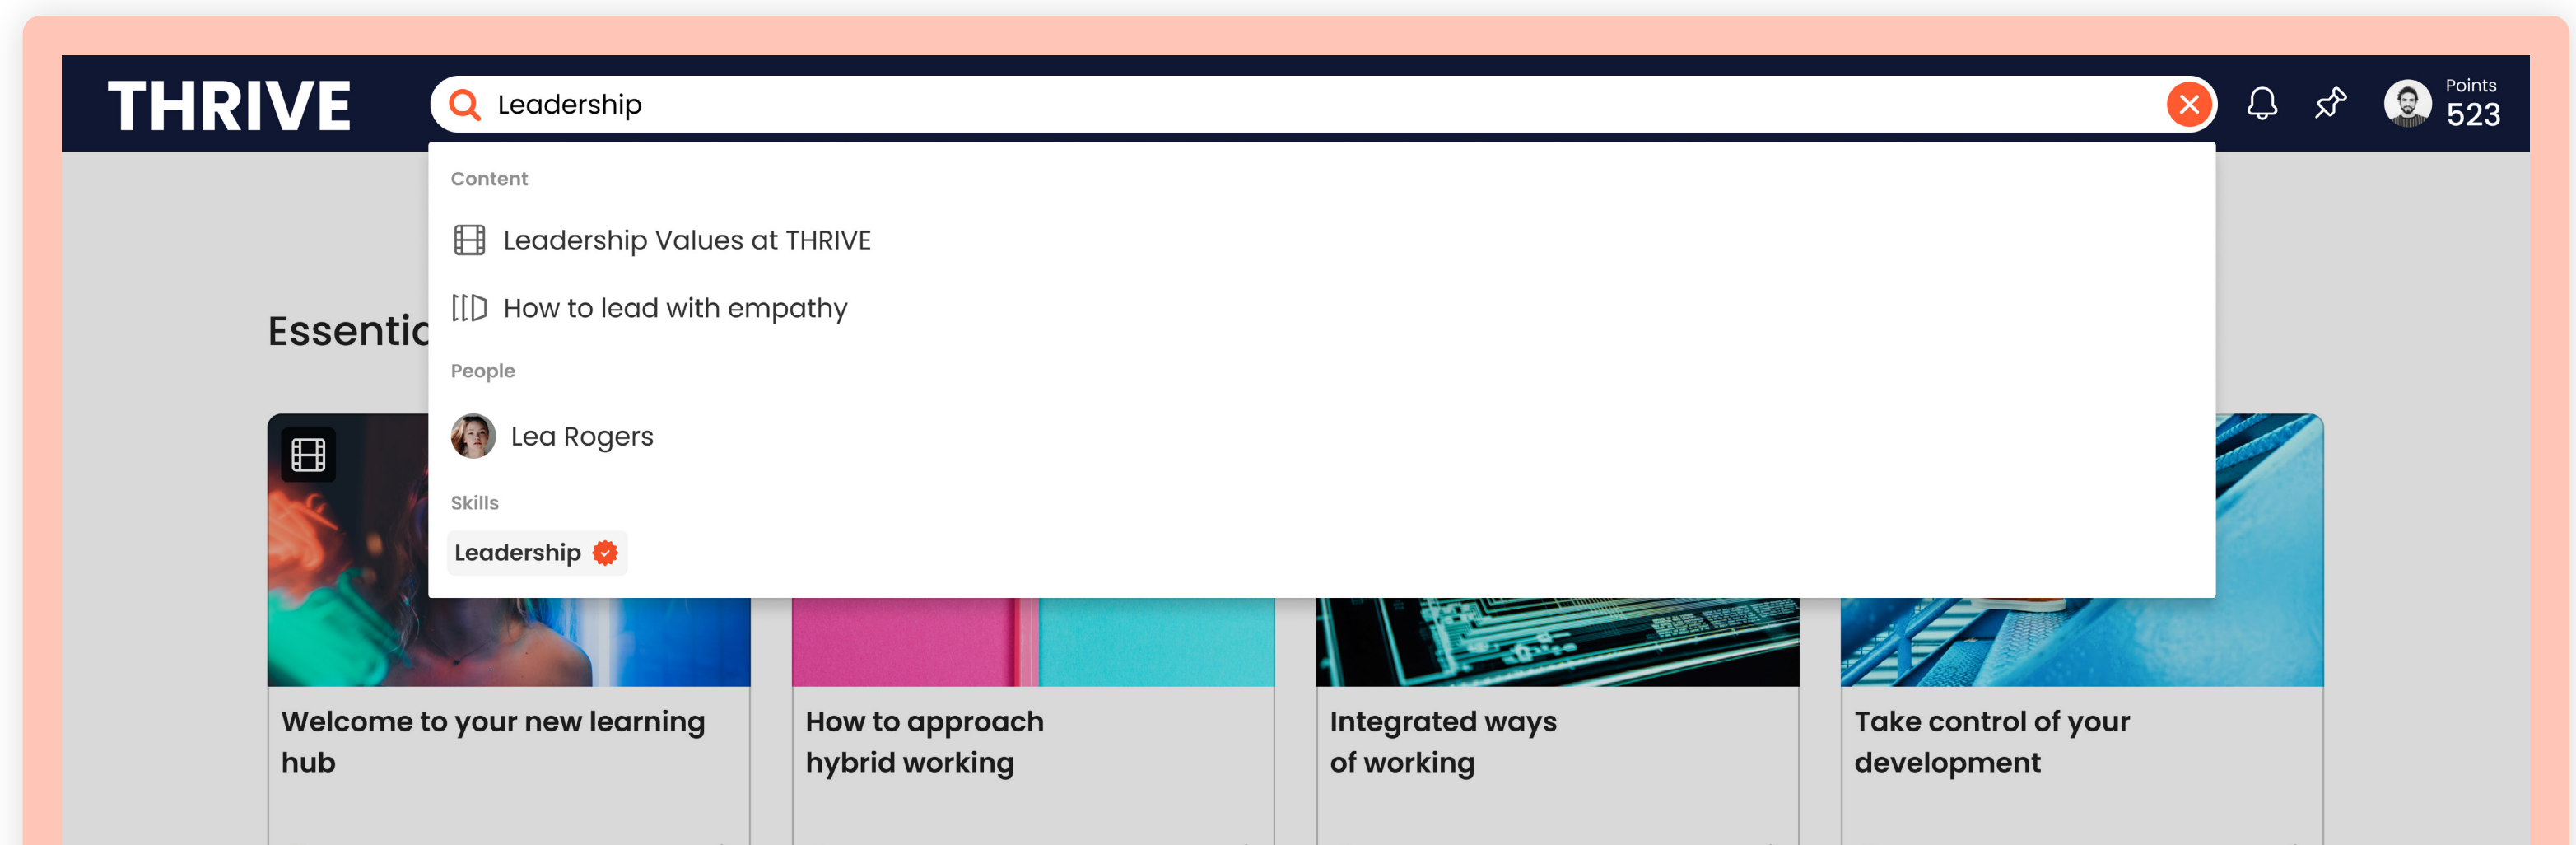 THRIVE
Leadership
Points
523
Content
Leadership Values at THRIVE
How to lead with empathy
People
Lea Rogers
Skills
Leadership
Welcome to your new learning
hub
How to approach
hybrid working
Integrated ways
of working
Take control of your
development